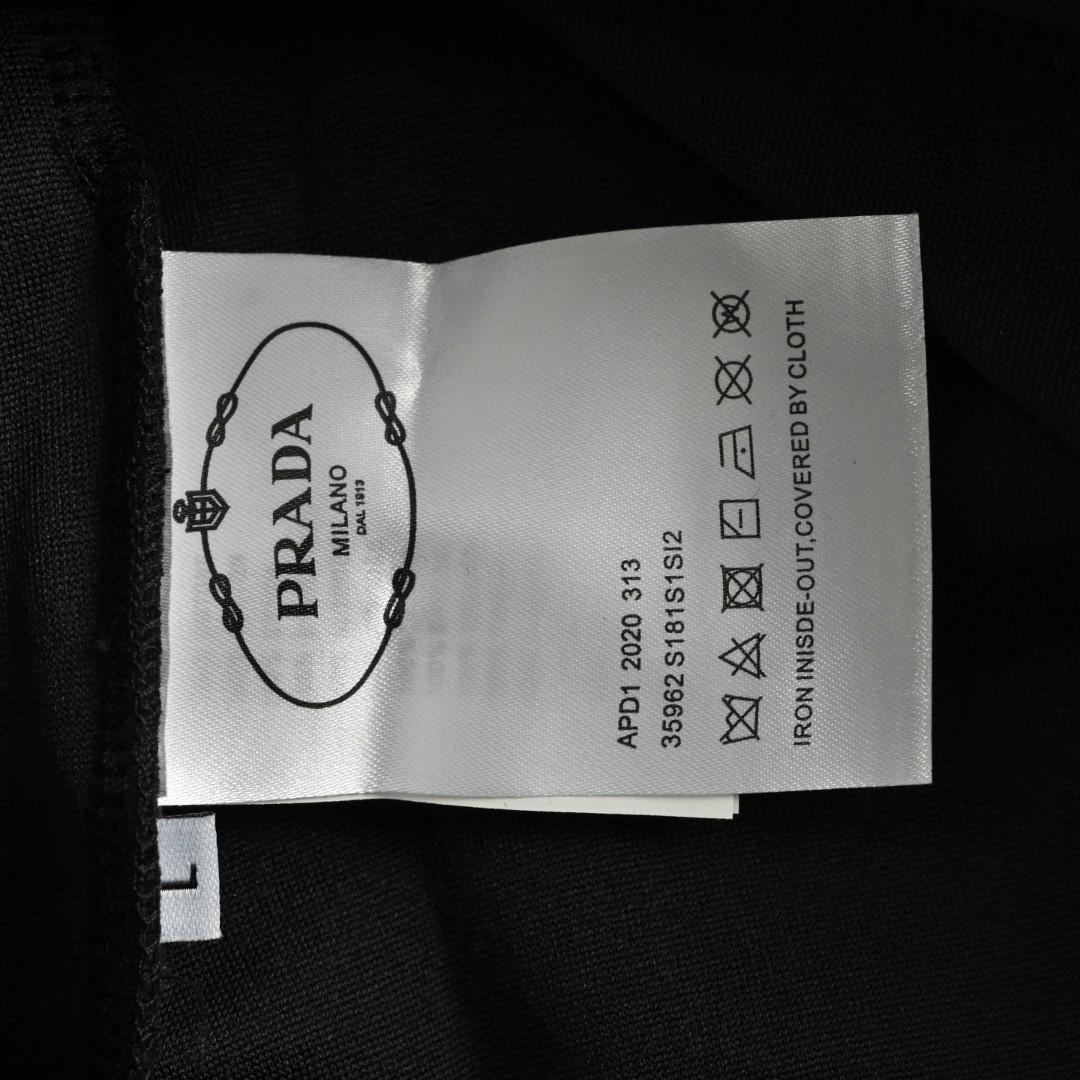 PRADA
MILANO
DAL 1913
APD1 2020 313
35962 S181S1SI2
IRON INISDE-OUT,COVERED BY CLOTH
L